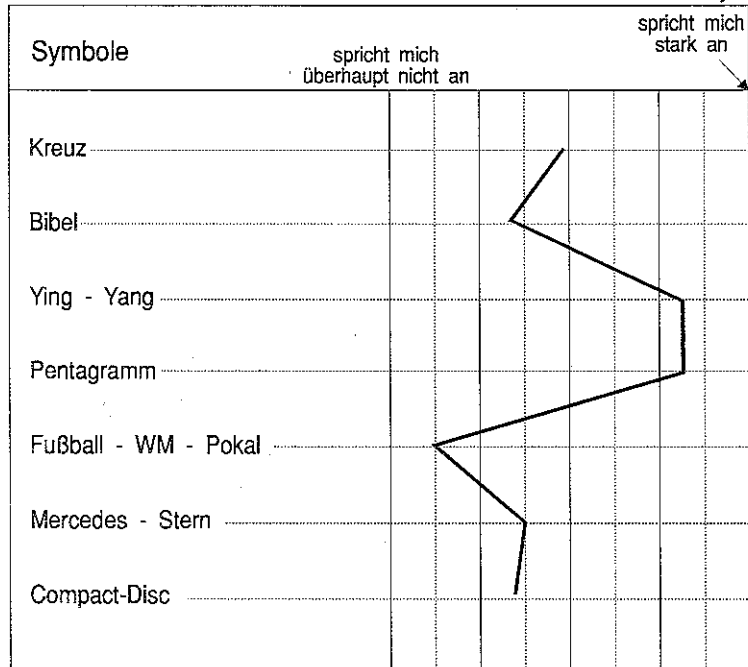 Symbole
spricht mich
überhaupt nicht an
spricht mich
stark an
Kreuz
Bibel
Ying - Yang
Pentagramm
Fußball - WM - Pokal
Mercedes - Stern
Compact-Disc